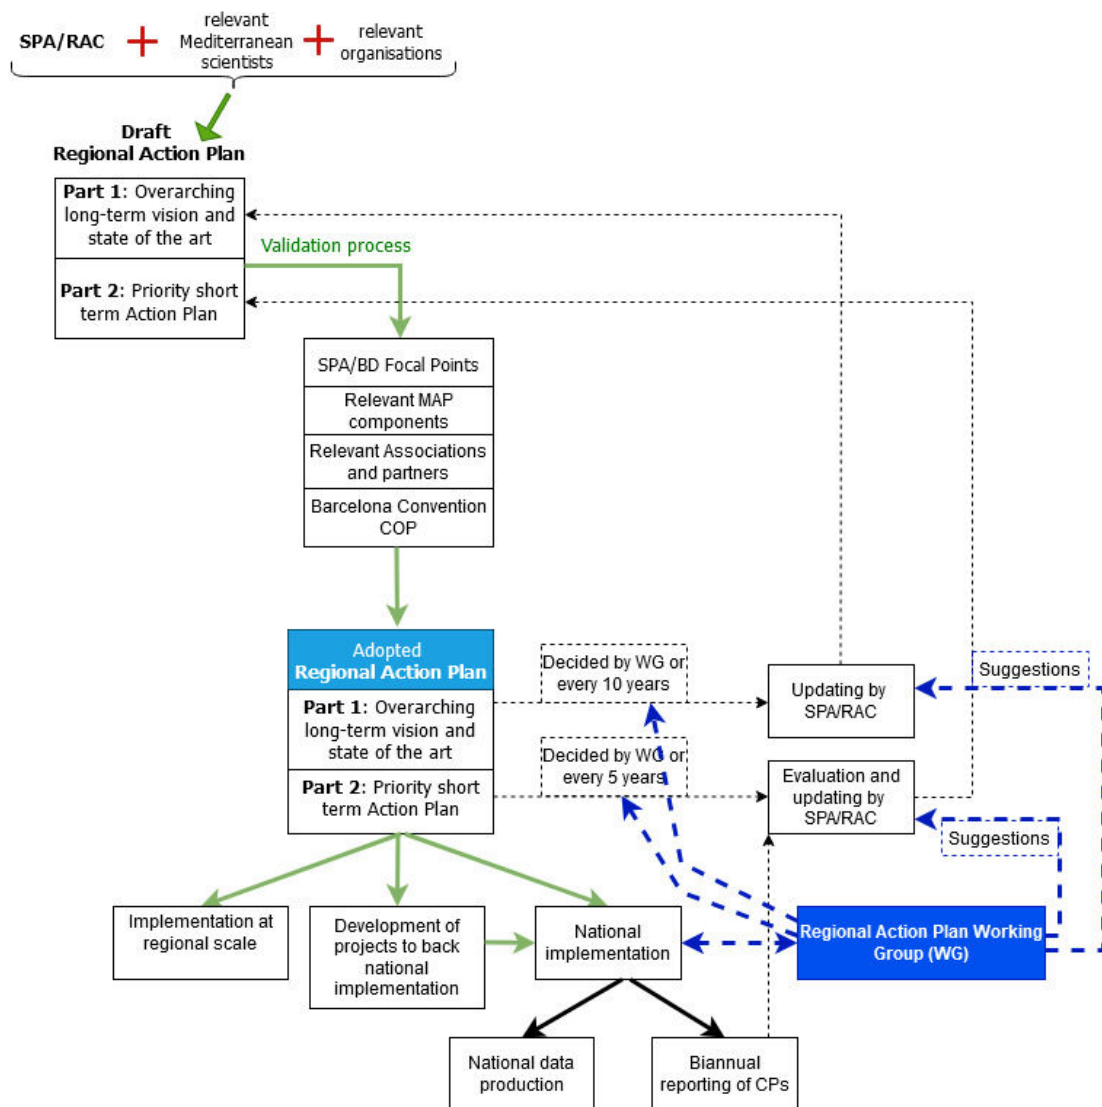 SPA/RAC
relevant
Mediterranean
scientists
relevant
organisations
Draft
Regional Action Plan
Part 1: Overarching
long-term vision and
state of the art
Validation process
Part 2: Priority short
term Action Plan
SPA/BD Focal Points
Relevant MAP
components
Relevant Associations
and partners
Barcelona Convention
COP
Adopted
Regional Action Plan
Part 1: Overarching
long-term vision and
state of the art
Part 2: Priority short
term Action Plan
Decided by WG or
every 10 years
Decided by WG or
every 5 years
Updating by
SPA/RAC
Suggestions
Evaluation and
updating by
SPA/RAC
Suggestions
Implementation at
regional scale
Development of
projects to back
national
implementation
National
implementation
Regional Action Plan Working
Group (WG)
National data
production
Biannual
reporting of CPs